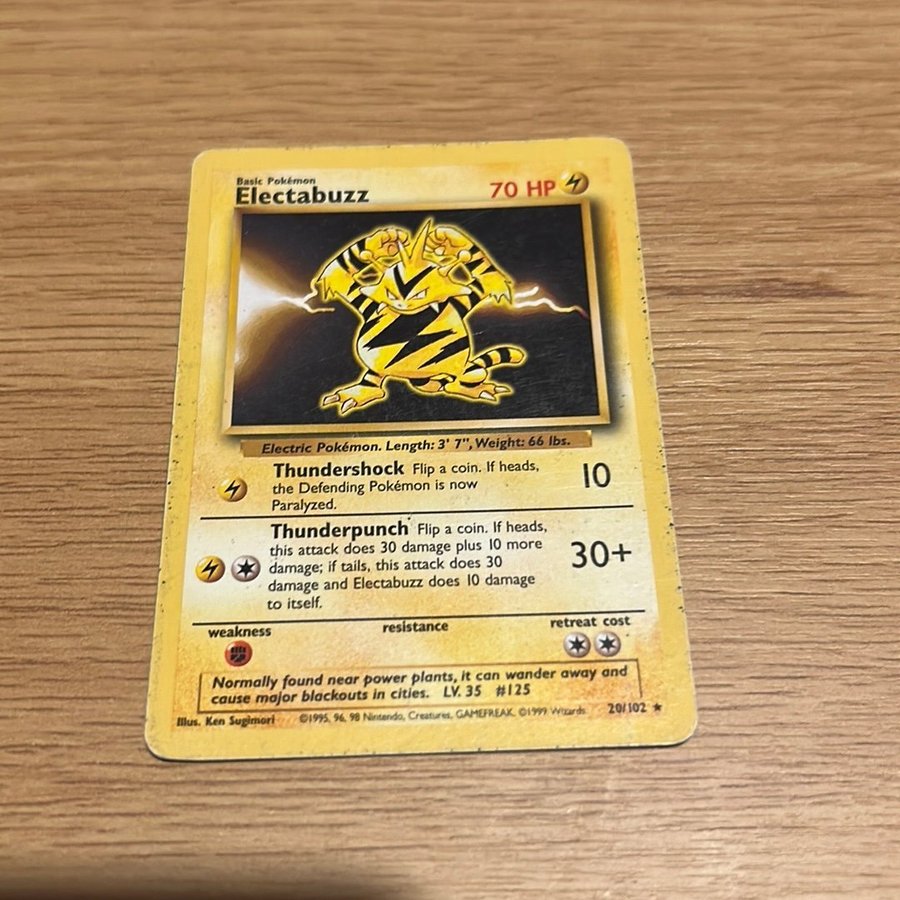 Basic Pokémon
Electabuzz 70 HP
Electric Pokémon. Length: 3' 7", Weight: 66 lbs.
Thundershock Flip a coin. If heads,
the Defending Pokémon is now
Paralyzed.
10
Thunderpunch Flip a coin. If heads,
this attack does 30 damage plus 10 more
damage; if tails, this attack does 30
damage and Electabuzz does 10 damage
to itself.
30+
weakness resistance retreat cost
Normally found near power plants, it can wander away and
cause major blackouts in cities. LV. 35 #125
Illus. Ken Sugimori ©1995, 96, 98 Nintendo, Creatures, GAMEFREAK. ©1999 Wizards. 20/102 ★